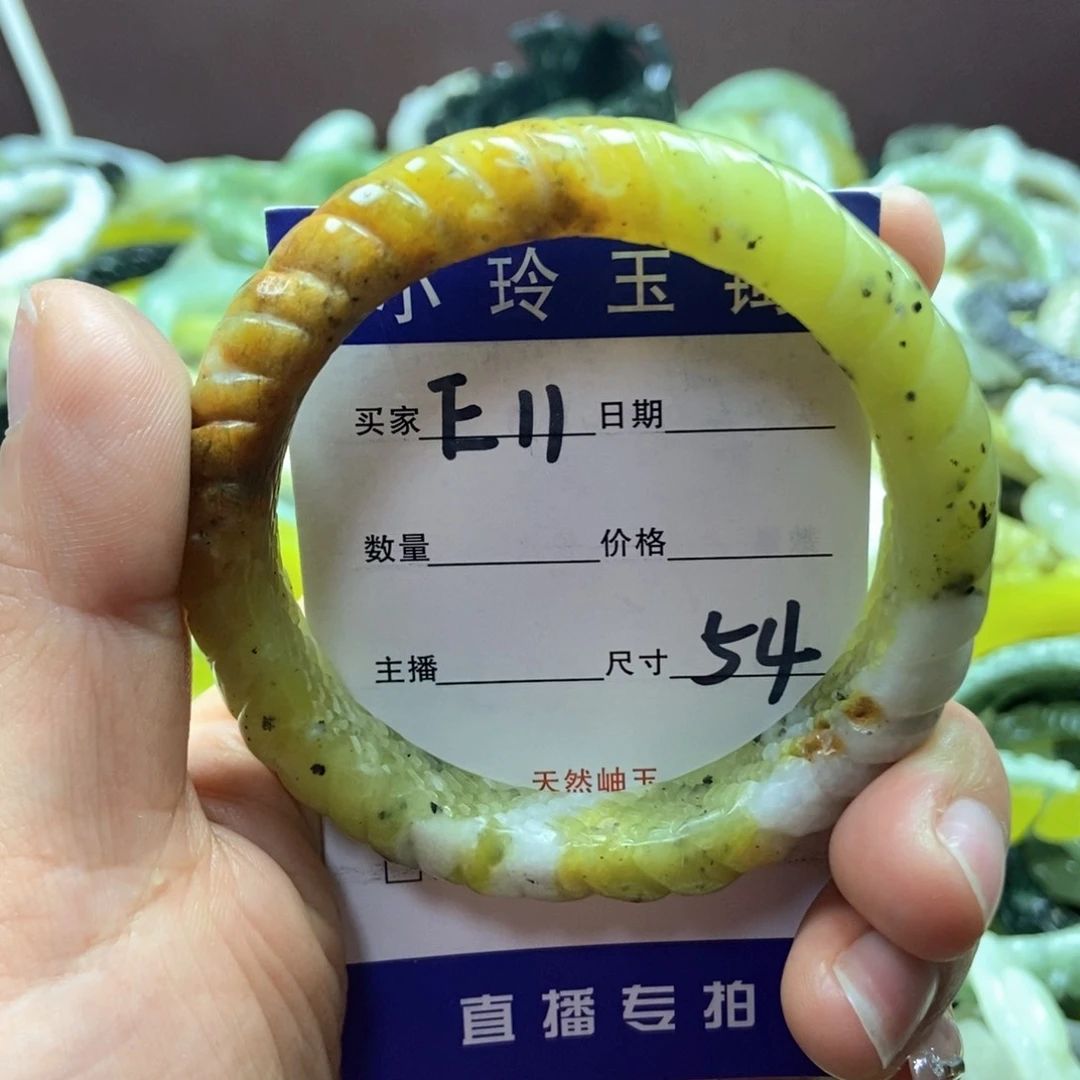 小玲玉镯
买家 E11 日期
数量 价格
主播 尺寸 54
天然岫玉
直播专拍